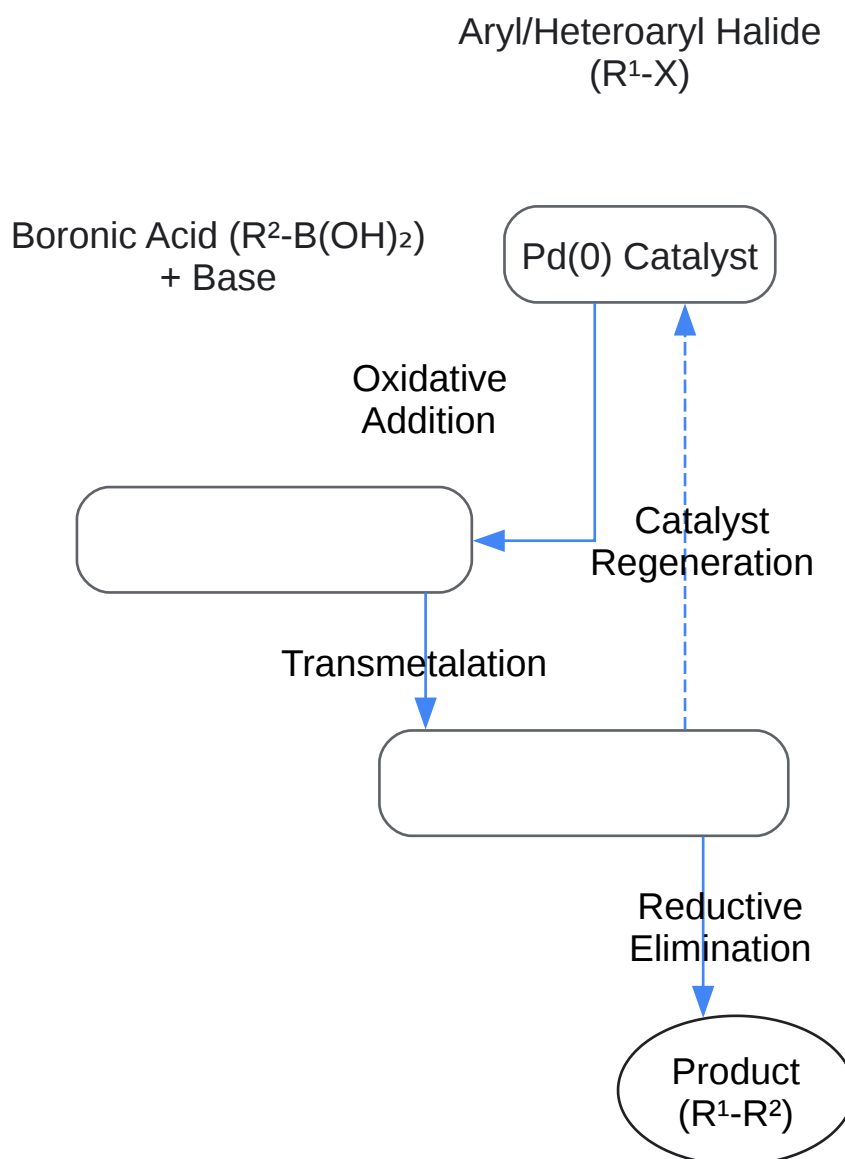 Aryl/Heteroaryl Halide
(R¹-X)
Boronic Acid (R²-B(OH)₂)
+ Base
Pd(0) Catalyst
Oxidative
Addition
Catalyst
Regeneration
Transmetalation
Reductive
Elimination
Product
(R¹-R²)